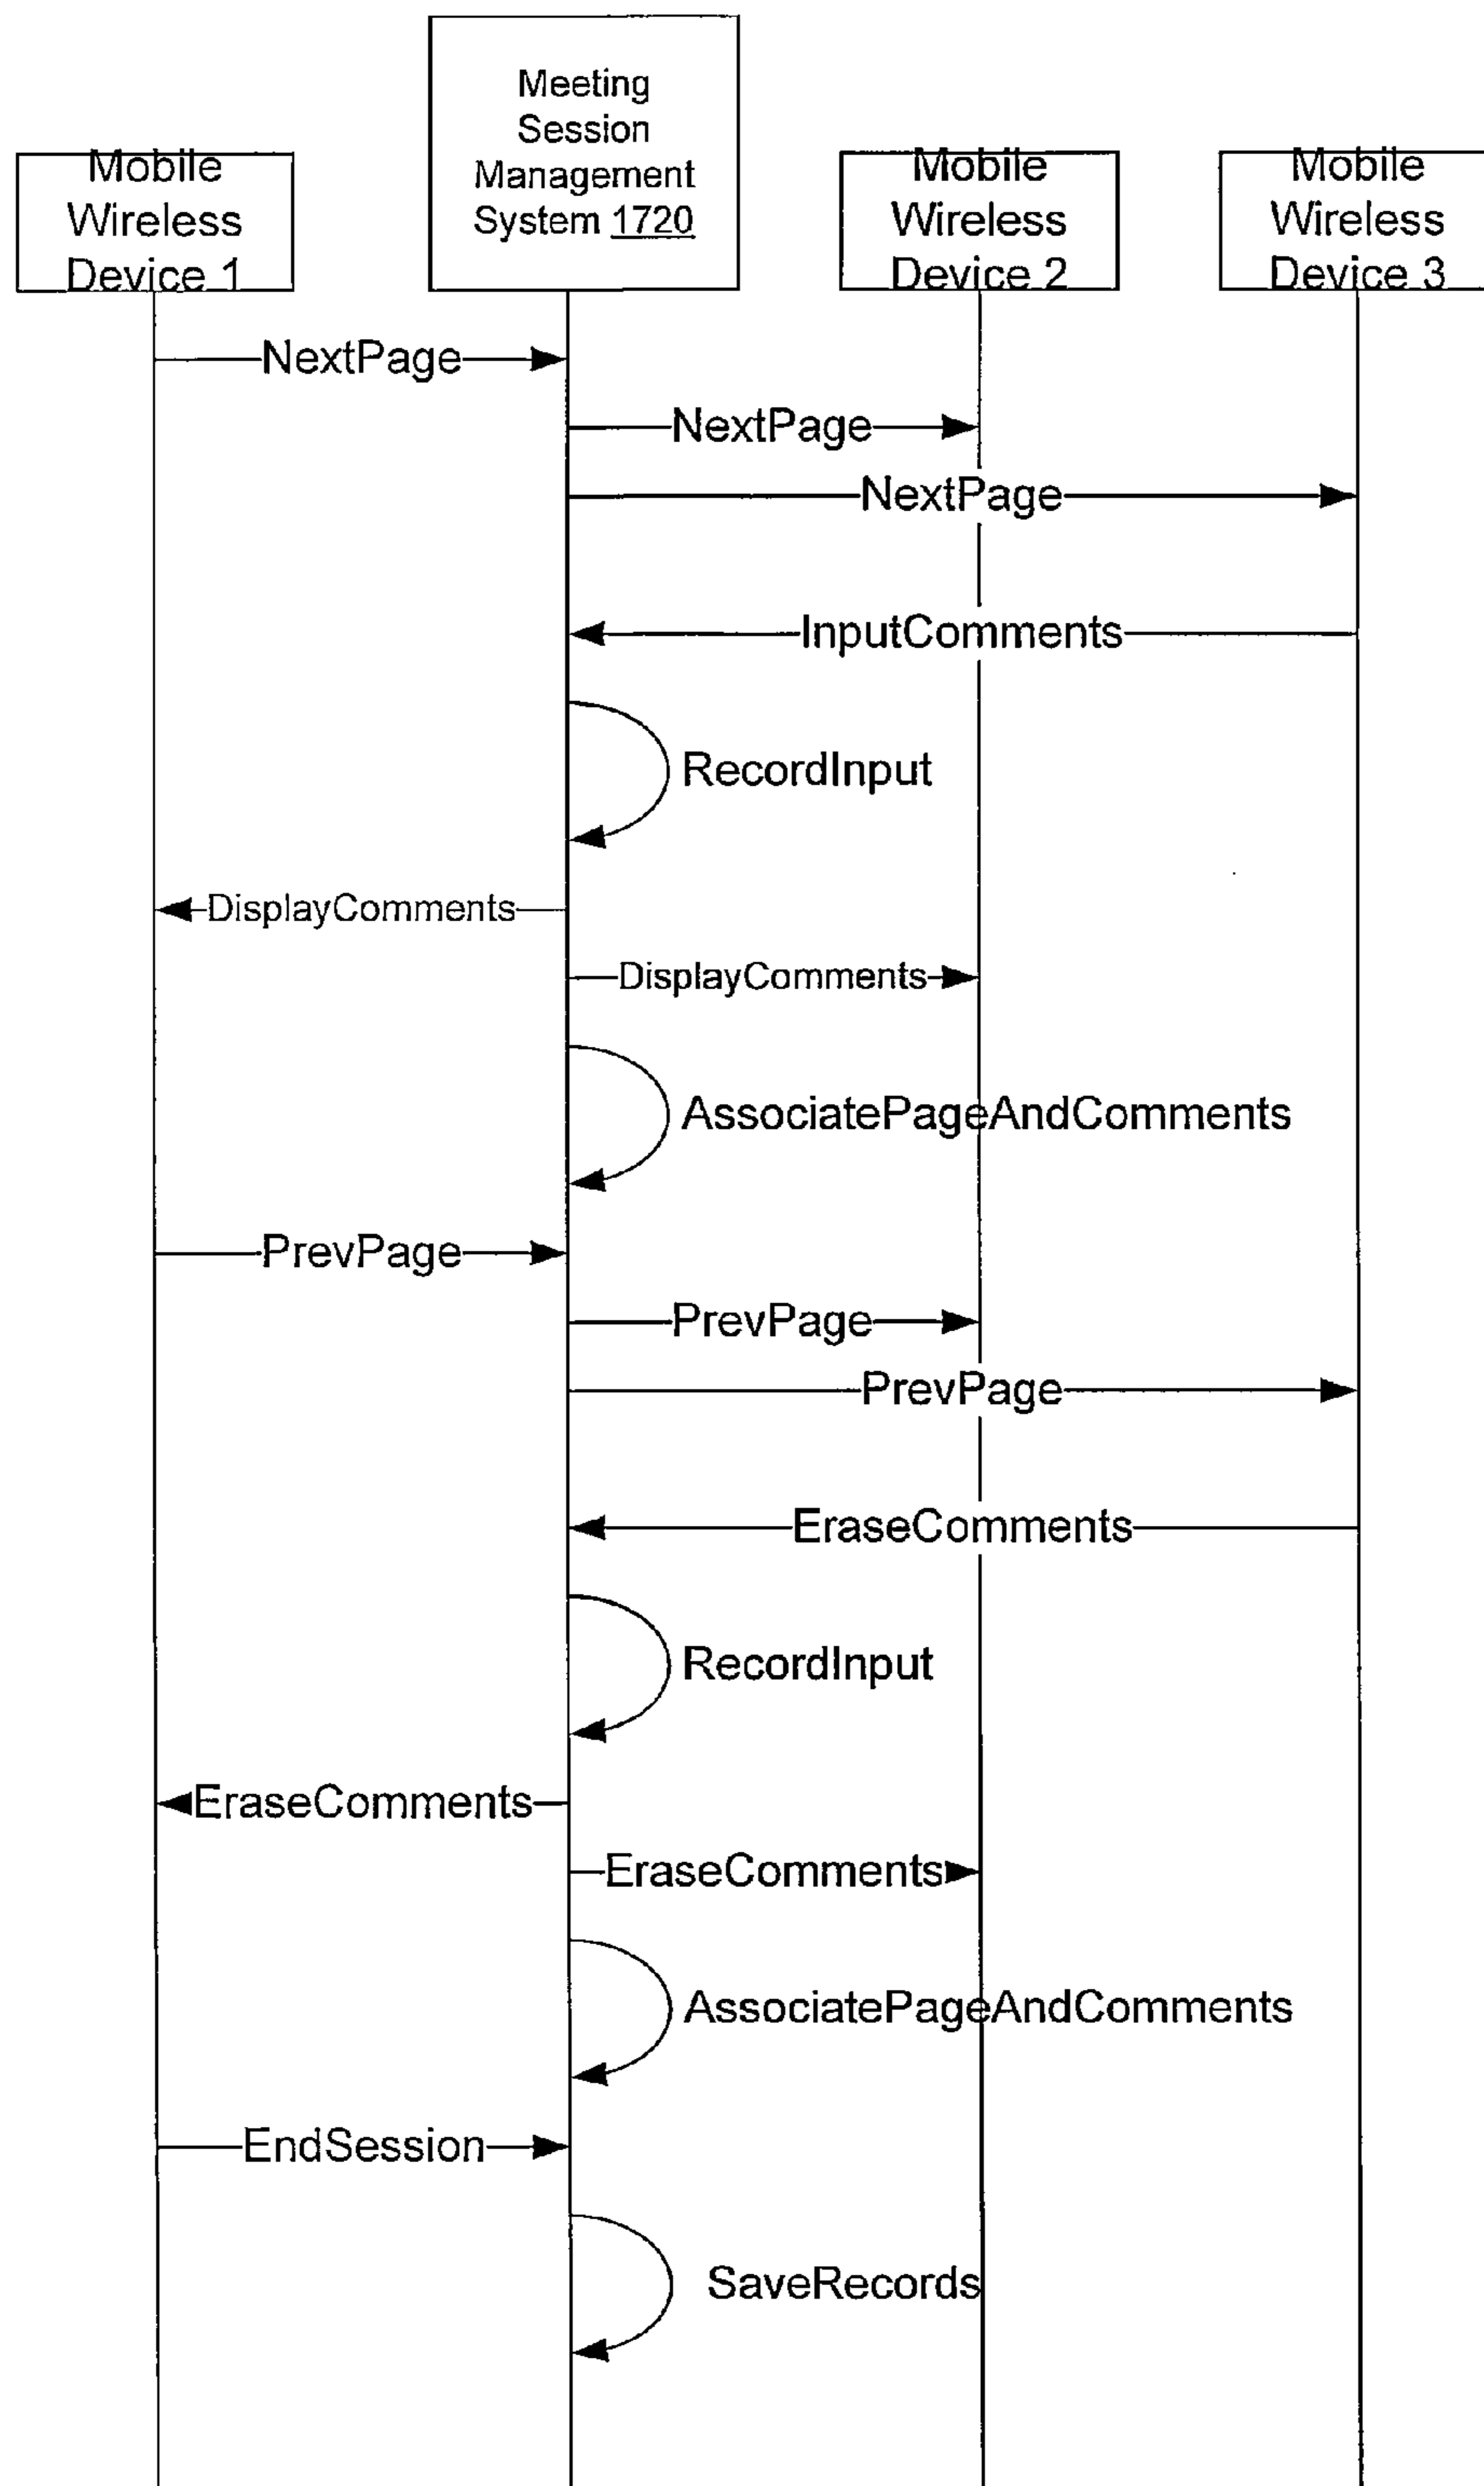 Meeting
Session
Management
System 1720
Mobile
Wireless
Device 1
Mobile
Wireless
Device 2
Mobile
Wireless
Device 3
NextPage
NextPage
NextPage
InputComments
RecordInput
DisplayComments
DisplayComments
AssociatePageAndComments
PrevPage
PrevPage
PrevPage
EraseComments
RecordInput
EraseComments
EraseComments
AssociatePageAndComments
EndSession
SaveRecords